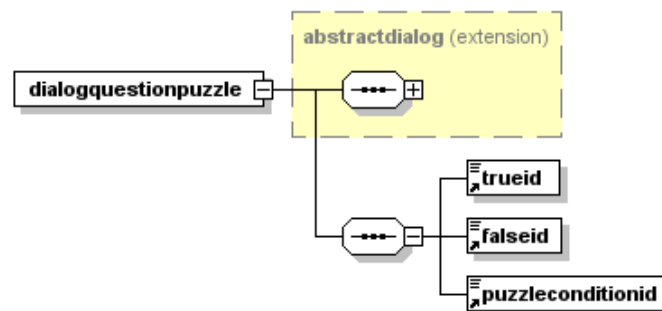 abstractdialog (extension)
dialogquestionpuzzle
trueid
falseid
puzzleconditionid